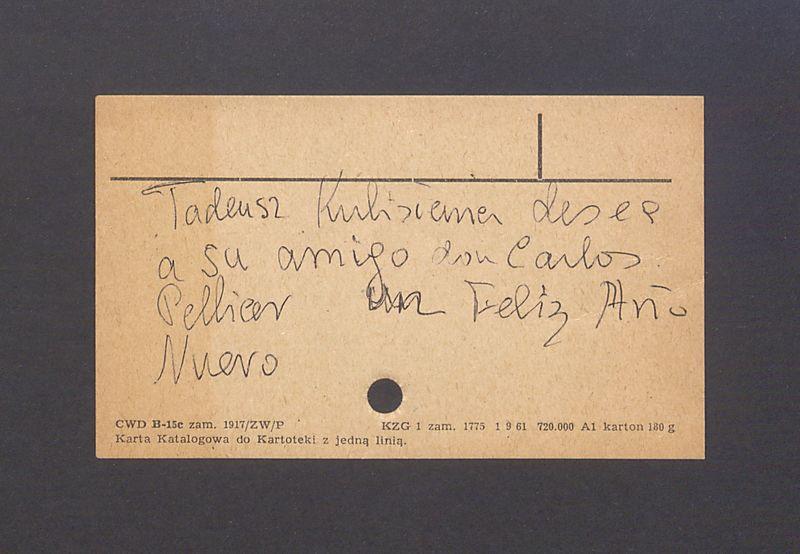 Tadeusz Kulisiewicz desea
a su amigo don Carlos
Pellicer un Feliz Año
Nuevo
CWD B-15c zam. 1917/ZW/P KZG 1 zam. 1775 1 9 61 720.000 A1 karton 180 g
Karta Katalogowa do Kartoteki z jedną linią.